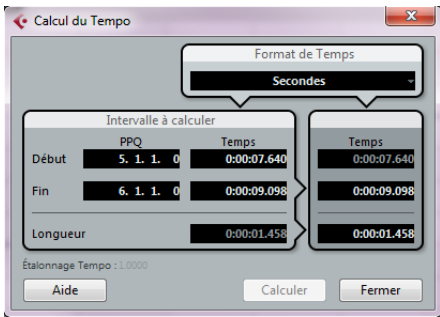 Calcul du Tempo
Format de Temps
Secondes
Intervalle à calculer
PPQ Temps Temps
Début 5. 1. 1. 0 0:00:07.640 0:00:07.640
Fin 6. 1. 1. 0 0:00:09.098 0:00:09.098
Longueur 0:00:01.458 0:00:01.458
Étalonnage Tempo : 1.0000
Aide Calculer Fermer